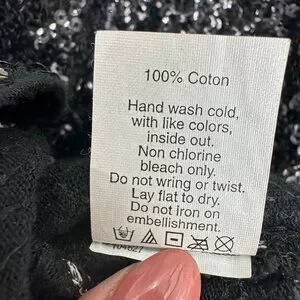 100% Coton
Hand wash cold,
with like colors,
inside out.
Non chlorine
bleach only.
Do not wring or twist.
Lay flat to dry.
Do not iron on
embellishment.